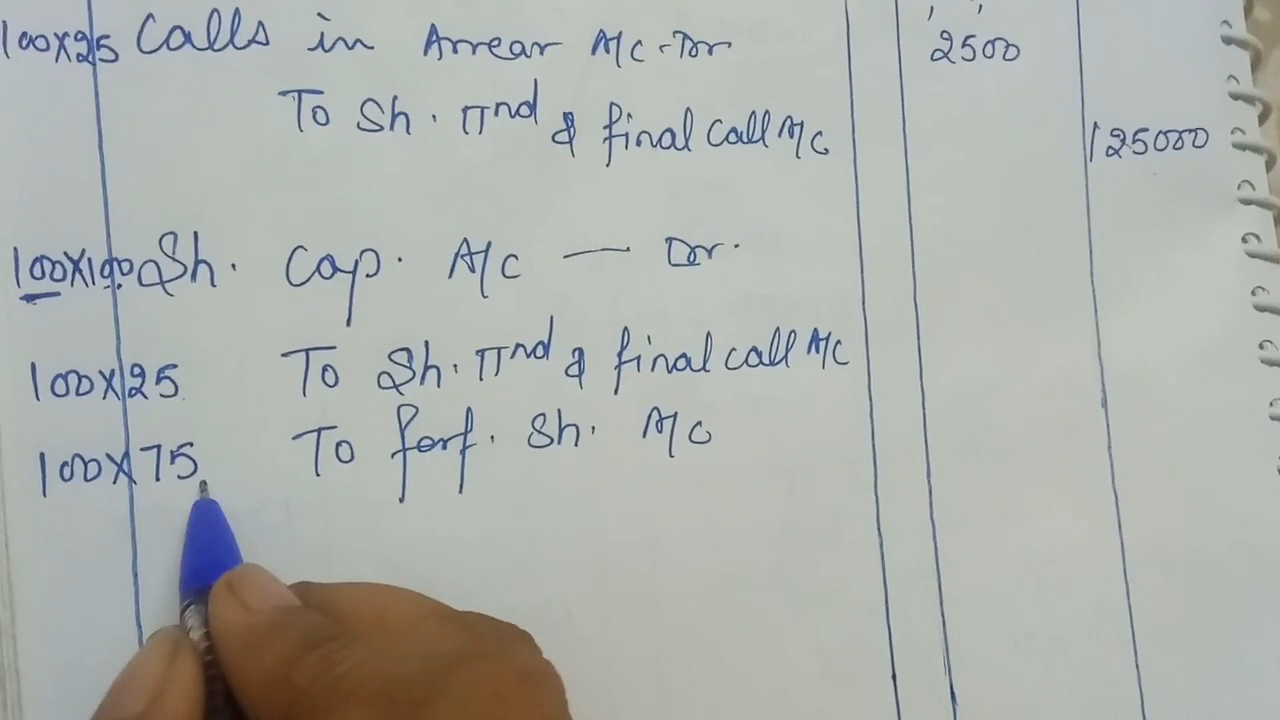 100x25 Calls in Arrear A/C - Dr 2500
To Sh. IInd & final call A/C 125000
100x100 Sh. Cap. A/C — Dr.
100x25 To Sh. IInd & final call A/C
100x75 To forf. Sh. A/C